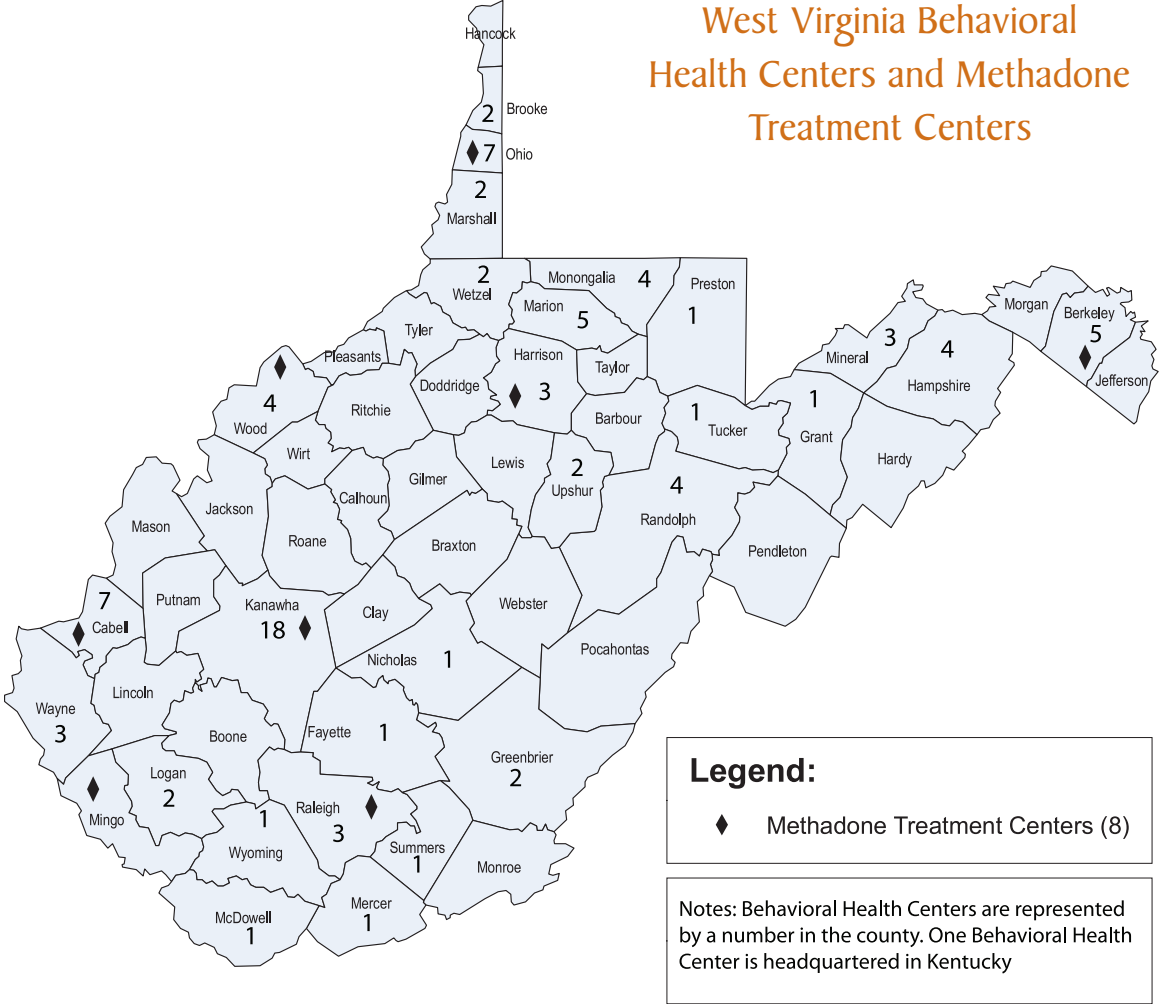 West Virginia Behavioral
Health Centers and Methadone
Treatment Centers
Hancock
2 Brooke
7 Ohio
2
Marshall
2
Wetzel
Monongalia 4
Preston
1
Marion
5
Tyler
Pleasants
Harrison
3
Taylor
Doddridge
Ritchie
4
Wood
Wirt
Barbour
1
Tucker
1
Grant
3
Mineral
4
Hampshire
Morgan
Berkeley
5
Jefferson
Hardy
Lewis
2
Upshur
Gilmer
Calhoun
4
Randolph
Jackson
Roane
Mason
Braxton
Pendleton
7
Cabell
Putnam
Kanawha
18
Clay
Webster
Nicholas 1
Pocahontas
Lincoln
Wayne
3
Boone
Fayette 1
Greenbrier
2
Logan
2
Mingo
Raleigh
3
1
Wyoming
Summers
1
Monroe
McDowell
1
Mercer
1
Legend:
Methadone Treatment Centers (8)
Notes: Behavioral Health Centers are represented
by a number in the county. One Behavioral Health
Center is headquartered in Kentucky